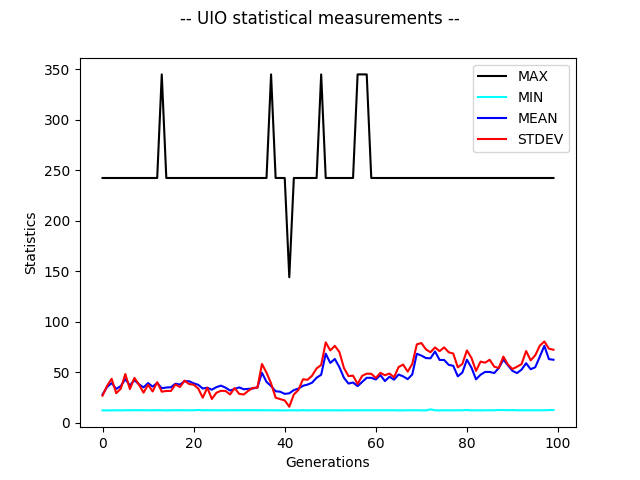 -- UIO statistical measurements --
350
300
250
200
150
100
50
0
Statistics
MAX
MIN
MEAN
STDEV
0 20 40 60 80 100
Generations